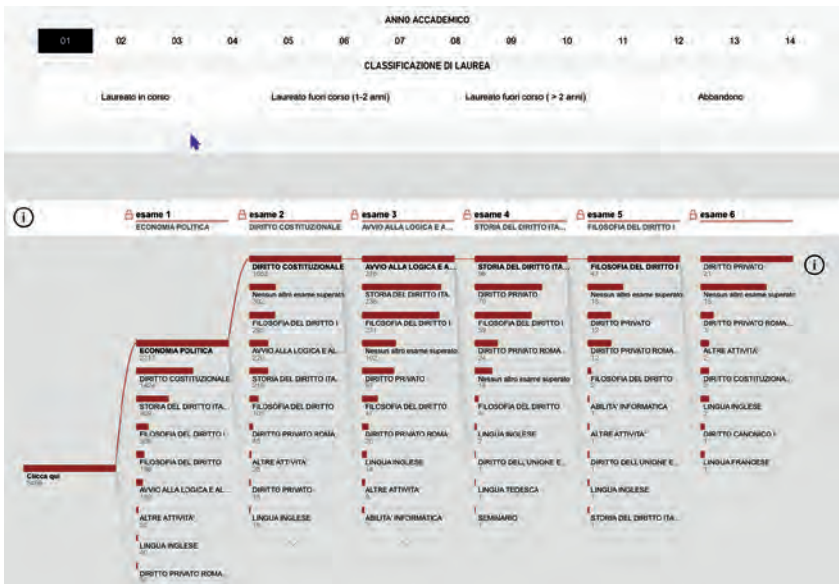 ANNO ACCADEMICO
01 02 03 04 05 06 07 08 09 10 11 12 13 14
CLASSIFICAZIONE DI LAUREA
Laureato in corso Laureato fuori corso (1-2 anni) Laureato fuori corso ( > 2 anni) Abbandono
esame 1 esame 2 esame 3 esame 4 esame 5 esame 6
ECONOMIA POLITICA DIRITTO COSTITUZIONALE AVVIO ALLA LOGICA E A... STORIA DEL DIRITTO ITA... FILOSOFIA DEL DIRITTO I
Clicca qui
ECONOMIA POLITICA
DIRITTO COSTITUZIONALE
STORIA DEL DIRITTO ITA...
FILOSOFIA DEL DIRITTO I
FILOSOFIA DEL DIRITTO
AVVIO ALLA LOGICA E AL...
ALTRE ATTIVITA'
LINGUA INGLESE
DIRITTO PRIVATO ROMA...
DIRITTO COSTITUZIONALE
Nessun altro esame superato
FILOSOFIA DEL DIRITTO I
AVVIO ALLA LOGICA E AL...
STORIA DEL DIRITTO ITA...
FILOSOFIA DEL DIRITTO
DIRITTO PRIVATO ROMA...
ALTRE ATTIVITA'
DIRITTO PRIVATO
LINGUA INGLESE
AVVIO ALLA LOGICA E A...
STORIA DEL DIRITTO ITA...
FILOSOFIA DEL DIRITTO I
Nessun altro esame superato
DIRITTO PRIVATO
FILOSOFIA DEL DIRITTO
DIRITTO PRIVATO ROMA...
LINGUA INGLESE
ALTRE ATTIVITA'
ABILITA' INFORMATICA
STORIA DEL DIRITTO ITA...
DIRITTO PRIVATO
FILOSOFIA DEL DIRITTO I
DIRITTO PRIVATO ROMA...
Nessun altro esame superato
FILOSOFIA DEL DIRITTO
LINGUA INGLESE
DIRITTO DELL'UNIONE E...
LINGUA TEDESCA
SEMINARIO
FILOSOFIA DEL DIRITTO I
Nessun altro esame superato
DIRITTO PRIVATO
DIRITTO PRIVATO ROMA...
FILOSOFIA DEL DIRITTO
ABILITA' INFORMATICA
ALTRE ATTIVITA'
DIRITTO DELL'UNIONE E...
LINGUA INGLESE
STORIA DEL DIRITTO ITA...
DIRITTO PRIVATO
Nessun altro esame superato
DIRITTO PRIVATO ROMA...
ALTRE ATTIVITA'
DIRITTO COSTITUZIONA...
LINGUA INGLESE
DIRITTO CANONICO I
LINGUA FRANCESE